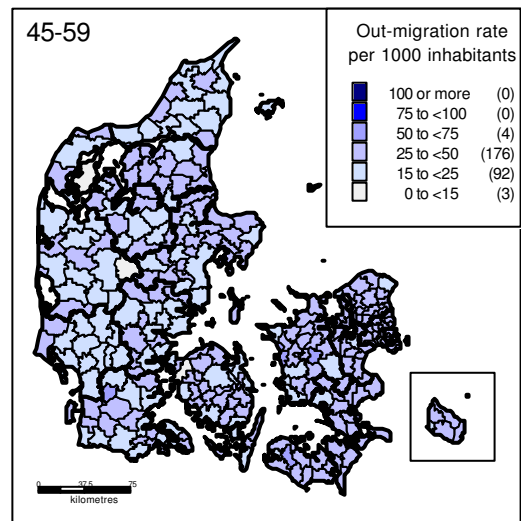 45-59
Out-migration rate
per 1000 inhabitants
100 or more (0)
75 to <100 (0)
50 to <75 (4)
25 to <50 (176)
15 to <25 (92)
0 to <15 (3)
0 37.5 75
kilometres